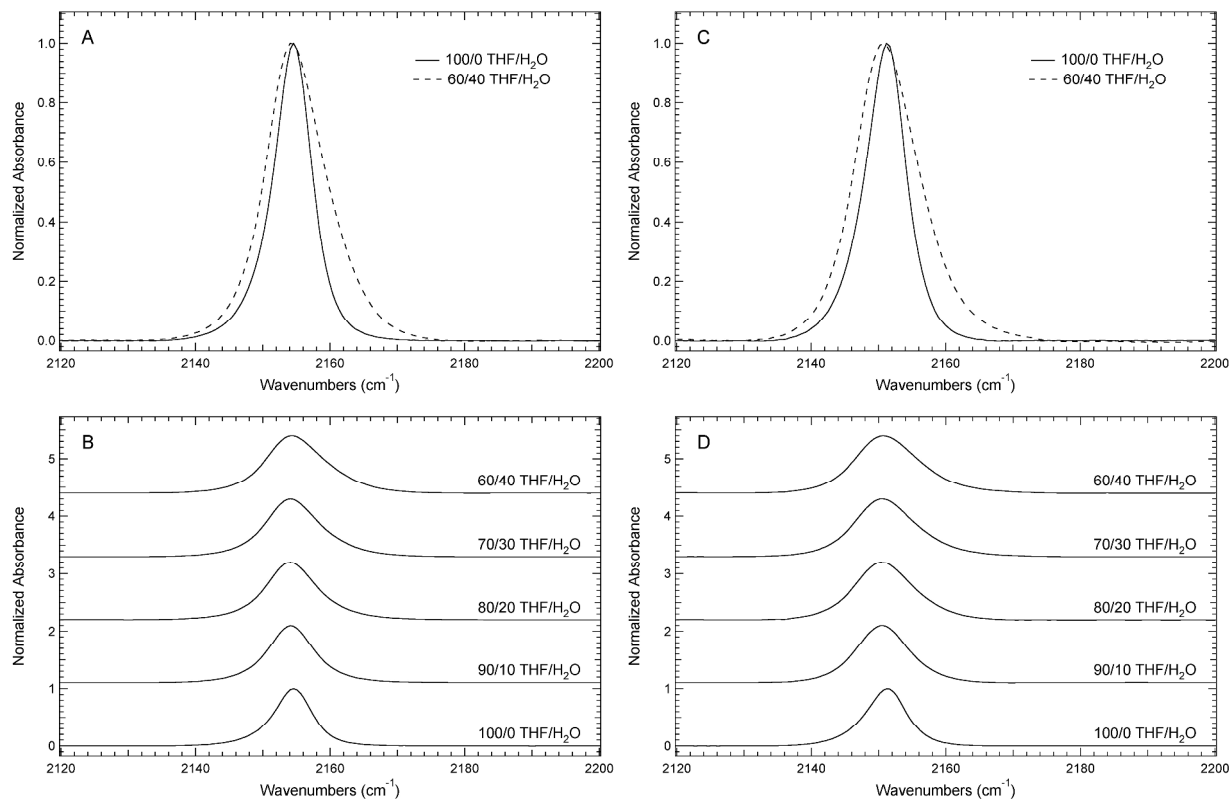 A
100/0 THF/H₂O
60/40 THF/H₂O
Normalized Absorbance
1.0
0.8
0.6
0.4
0.2
0.0
2120 2140 2160 2180 2200
Wavenumbers (cm⁻¹)
C
100/0 THF/H₂O
60/40 THF/H₂O
Normalized Absorbance
1.0
0.8
0.6
0.4
0.2
0.0
2120 2140 2160 2180 2200
Wavenumbers (cm⁻¹)
B
Normalized Absorbance
5
4
3
2
1
0
60/40 THF/H₂O
70/30 THF/H₂O
80/20 THF/H₂O
90/10 THF/H₂O
100/0 THF/H₂O
2120 2140 2160 2180 2200
Wavenumbers (cm⁻¹)
D
Normalized Absorbance
5
4
3
2
1
0
60/40 THF/H₂O
70/30 THF/H₂O
80/20 THF/H₂O
90/10 THF/H₂O
100/0 THF/H₂O
2120 2140 2160 2180 2200
Wavenumbers (cm⁻¹)